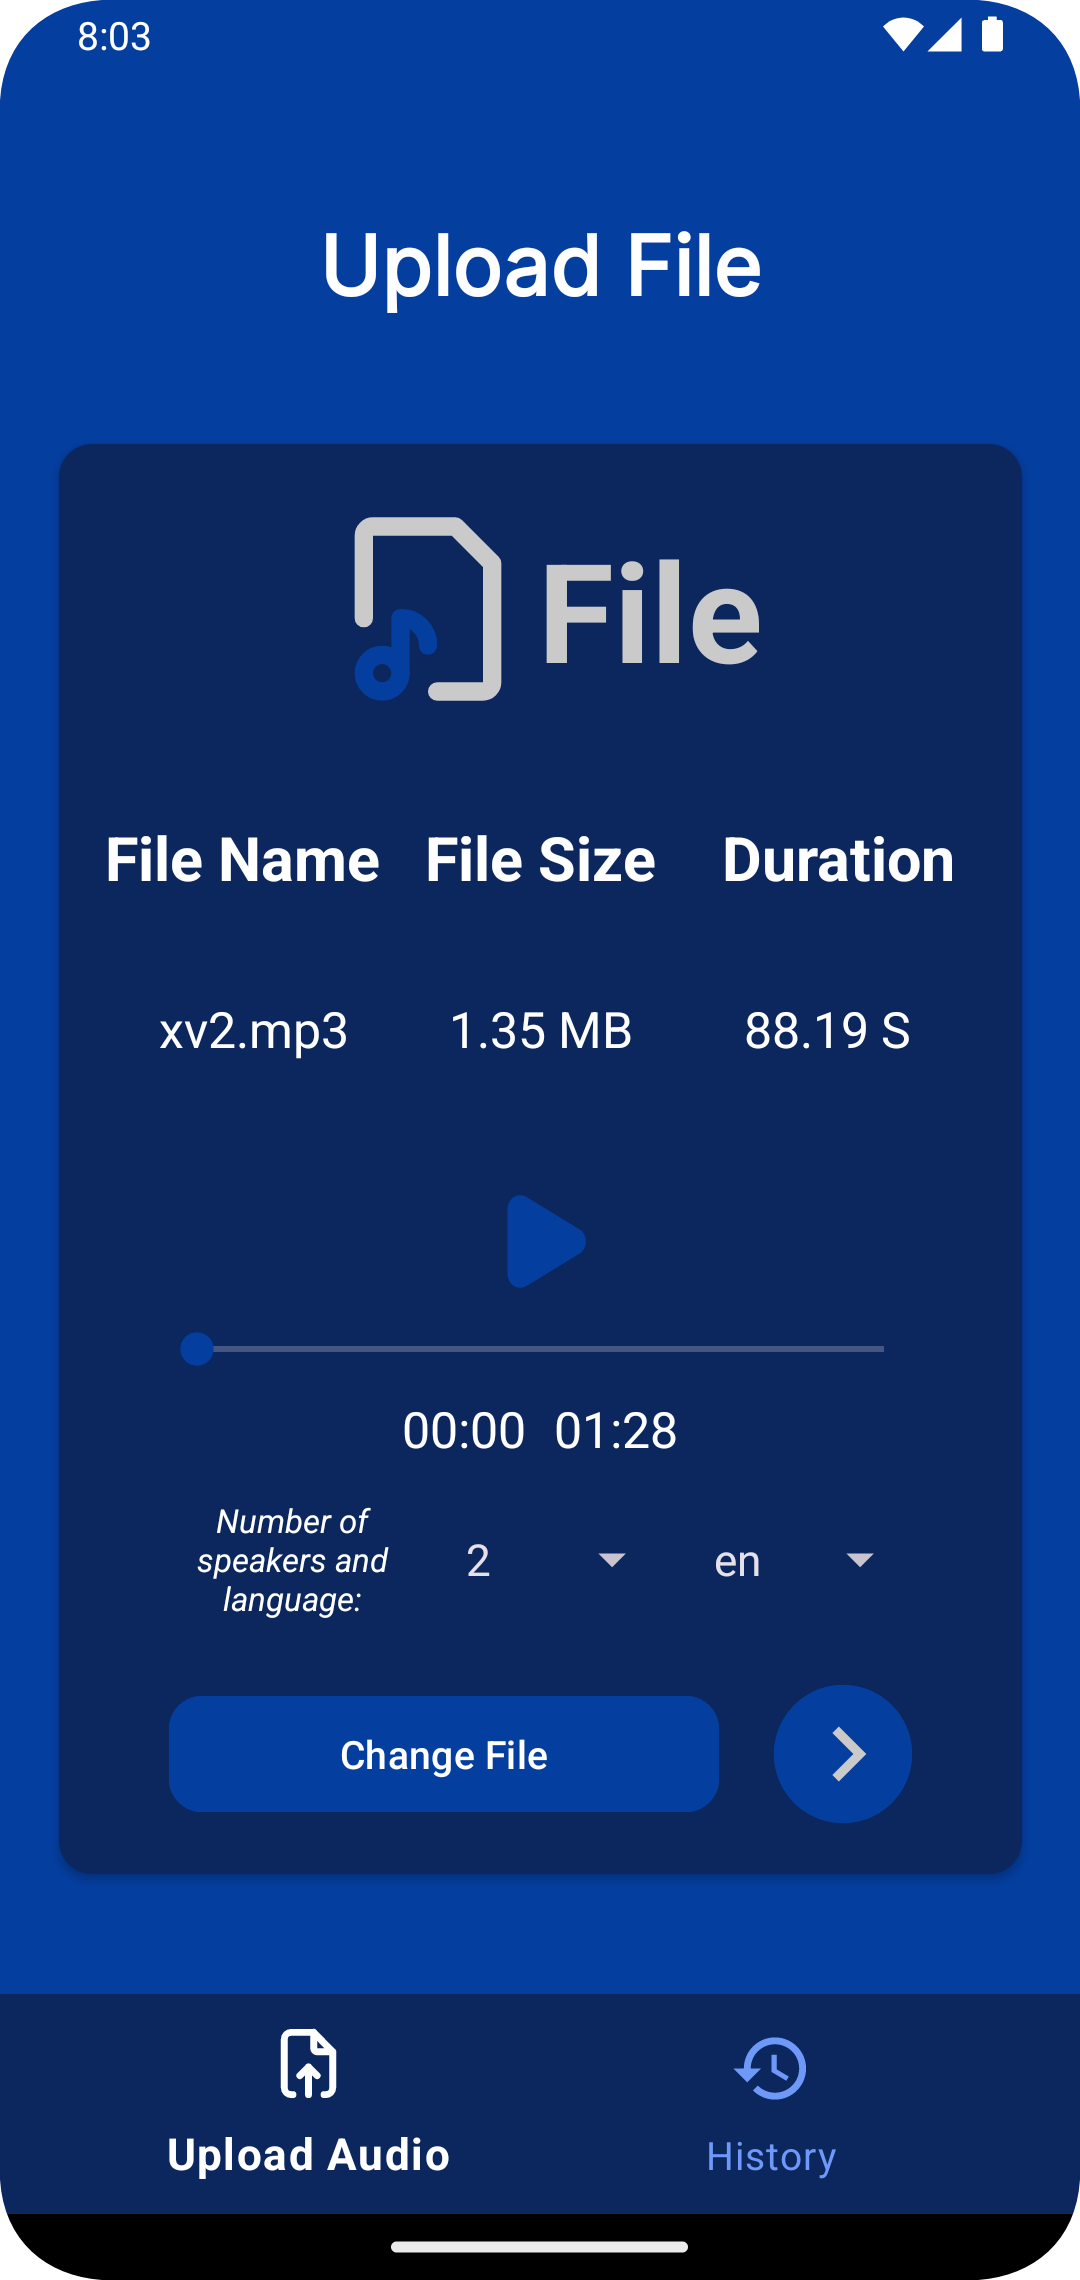 8:03
Upload File
File
File Name File Size Duration
xv2.mp3 1.35 MB 88.19 S
00:00 01:28
Number of
speakers and
language:
2 en
Change File
Upload Audio History